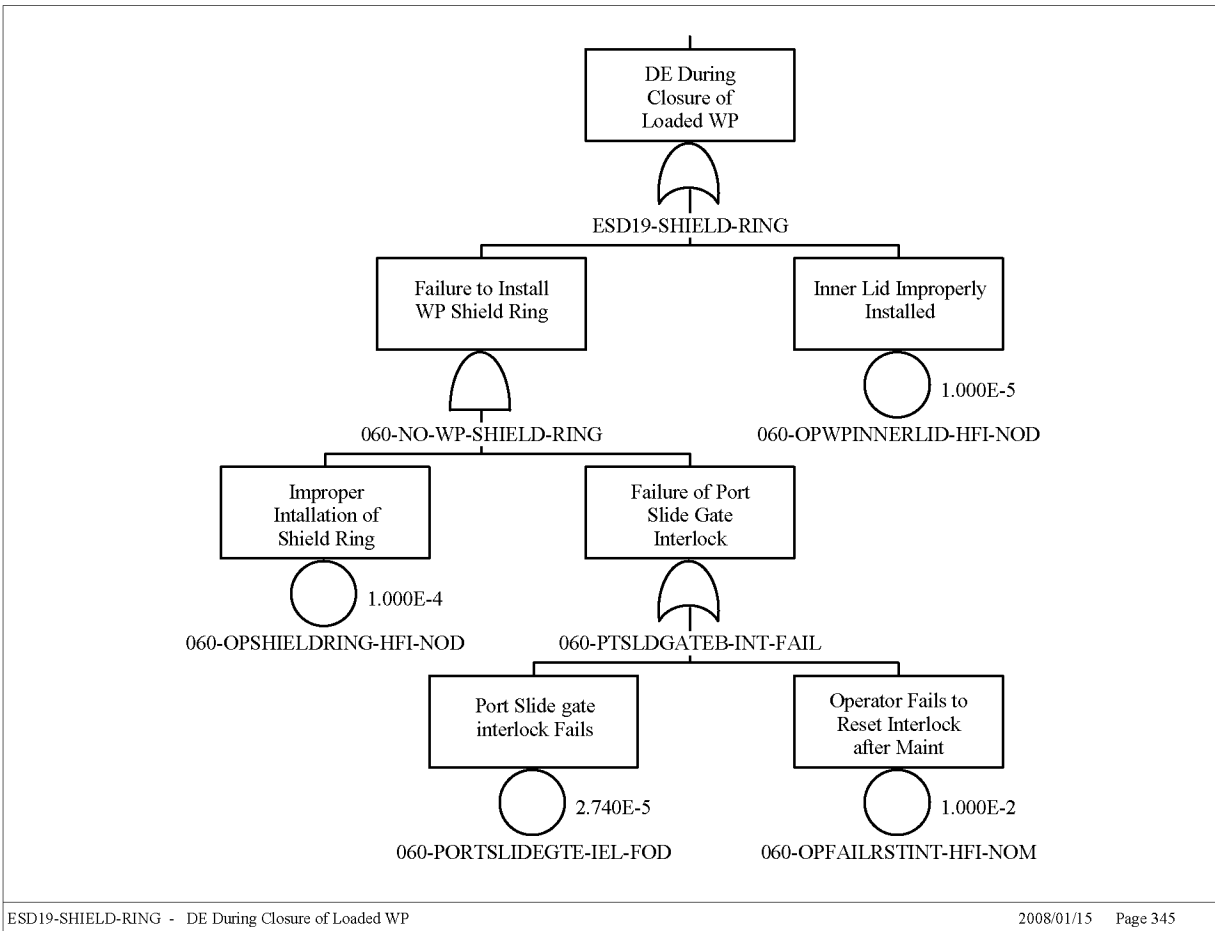 DE During
Closure of
Loaded WP
ESD19-SHIELD-RING
Failure to Install
WP Shield Ring
Inner Lid Improperly
Installed
1.000E-5
060-NO-WP-SHIELD-RING
060-OPWPINNERLID-HFI-NOD
Improper
Intallation of
Shield Ring
Failure of Port
Slide Gate
Interlock
1.000E-4
060-OPSHIELDRING-HFI-NOD
060-PTSLDGATEB-INT-FAIL
Port Slide gate
interlock Fails
Operator Fails to
Reset Interlock
after Maint
2.740E-5
1.000E-2
060-PORTSLIDEGTE-IEL-FOD
060-OPFAILRSTINT-HFI-NOM
ESD19-SHIELD-RING - DE During Closure of Loaded WP
2008/01/15 Page 345